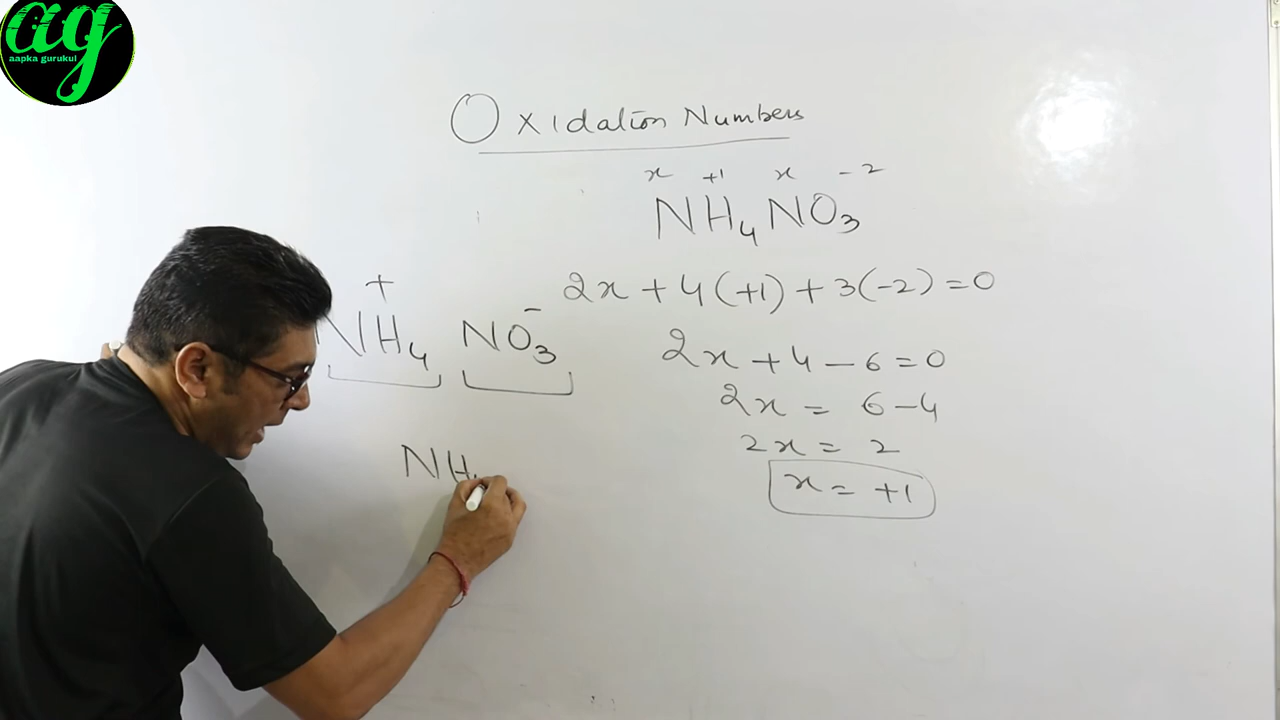 ag
aapka gurukul
Oxidation Numbers
x +1 x -2
NH₄NO₃
2x + 4(+1) + 3(-2) = 0
2x + 4 - 6 = 0
2x = 6 - 4
2x = 2
x = +1
+ -
NH₄ NO₃
NH